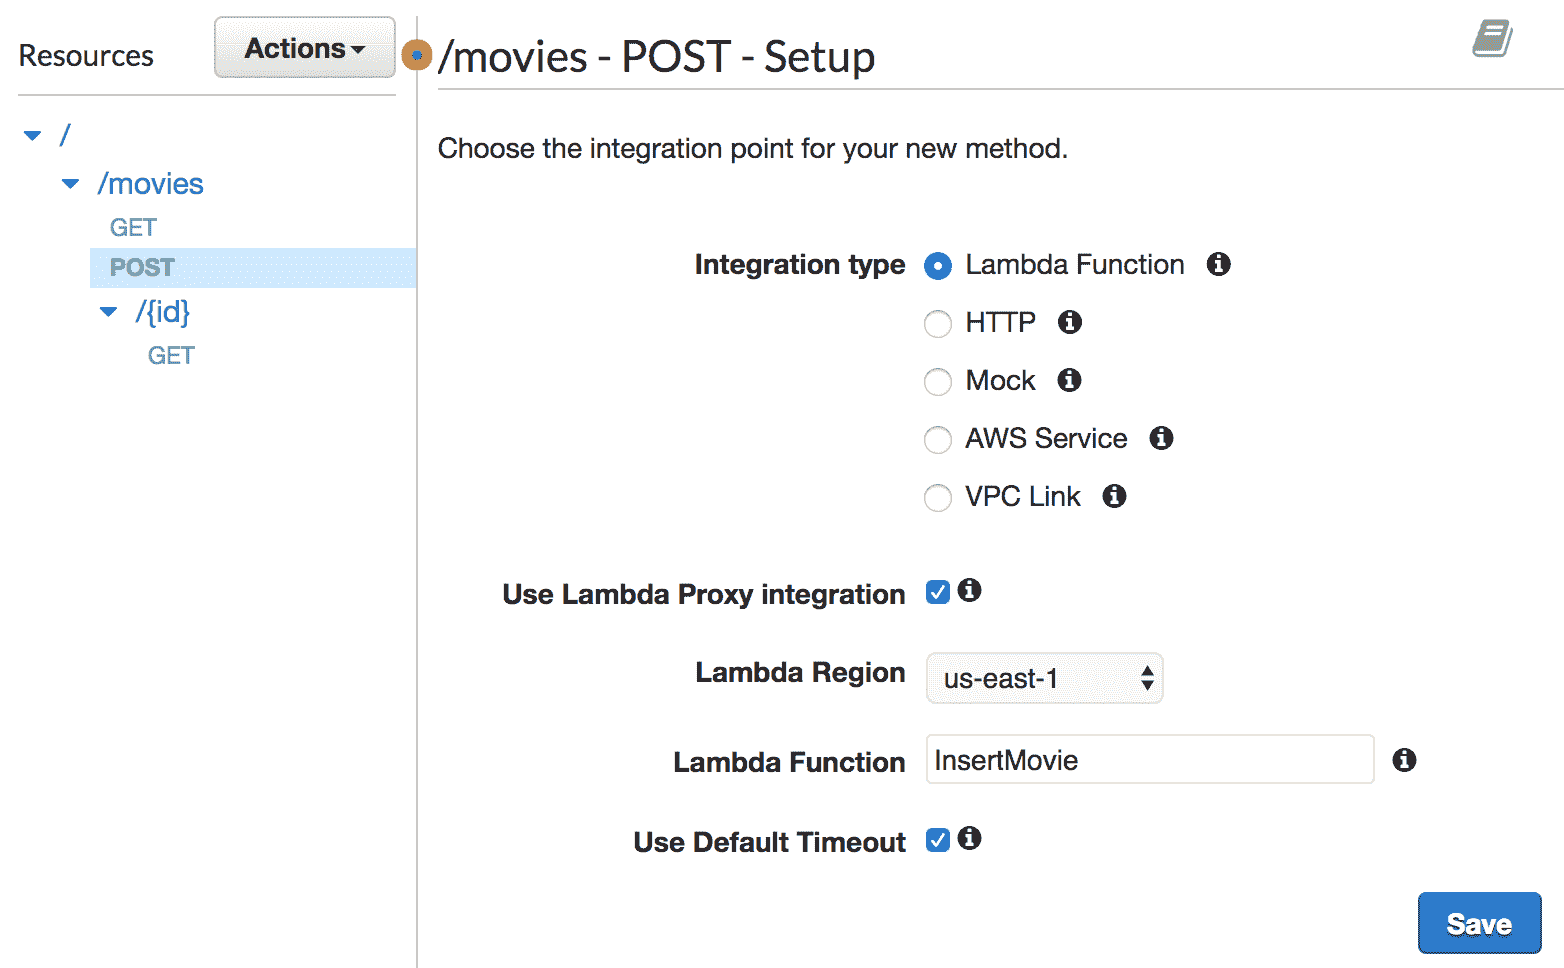 Resources
Actions
/movies - POST - Setup
/
/movies
GET
POST
/{id}
GET
Choose the integration point for your new method.
Integration type
Lambda Function
HTTP
Mock
AWS Service
VPC Link
Use Lambda Proxy integration
Lambda Region
us-east-1
Lambda Function
InsertMovie
Use Default Timeout
Save